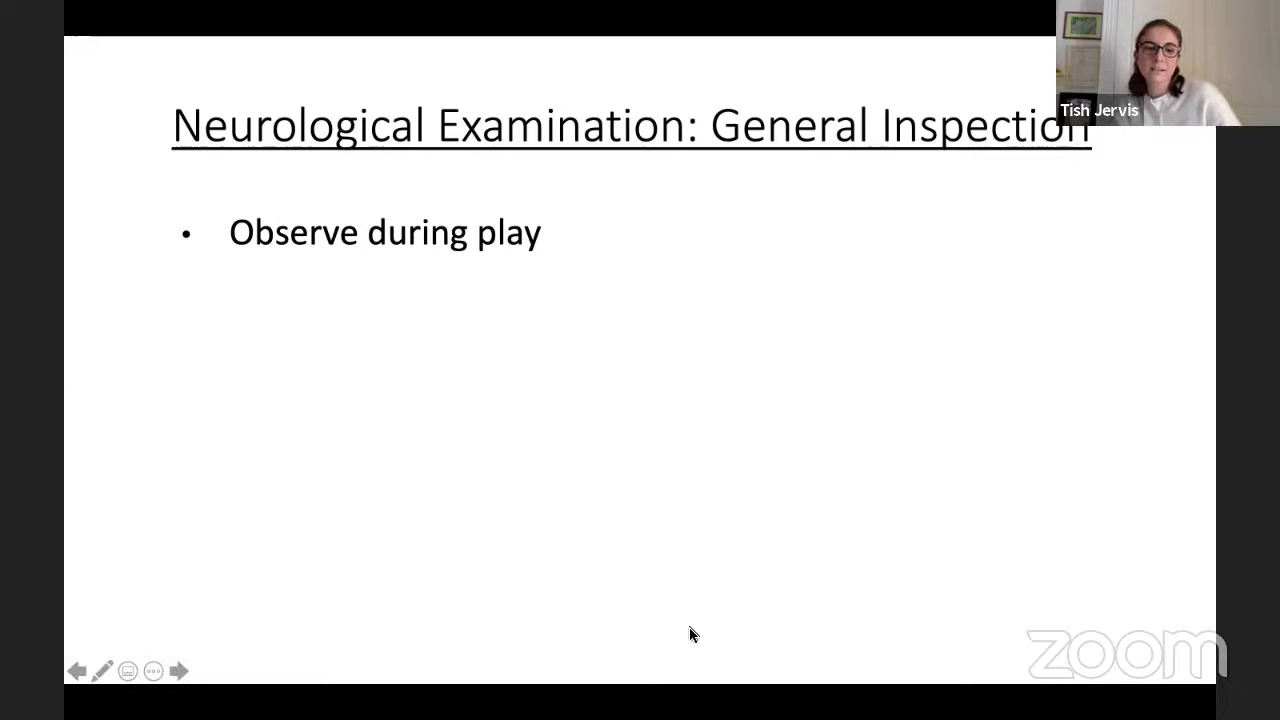 Neurological Examination: General Inspection
Tish Jervis
• Observe during play
zoom